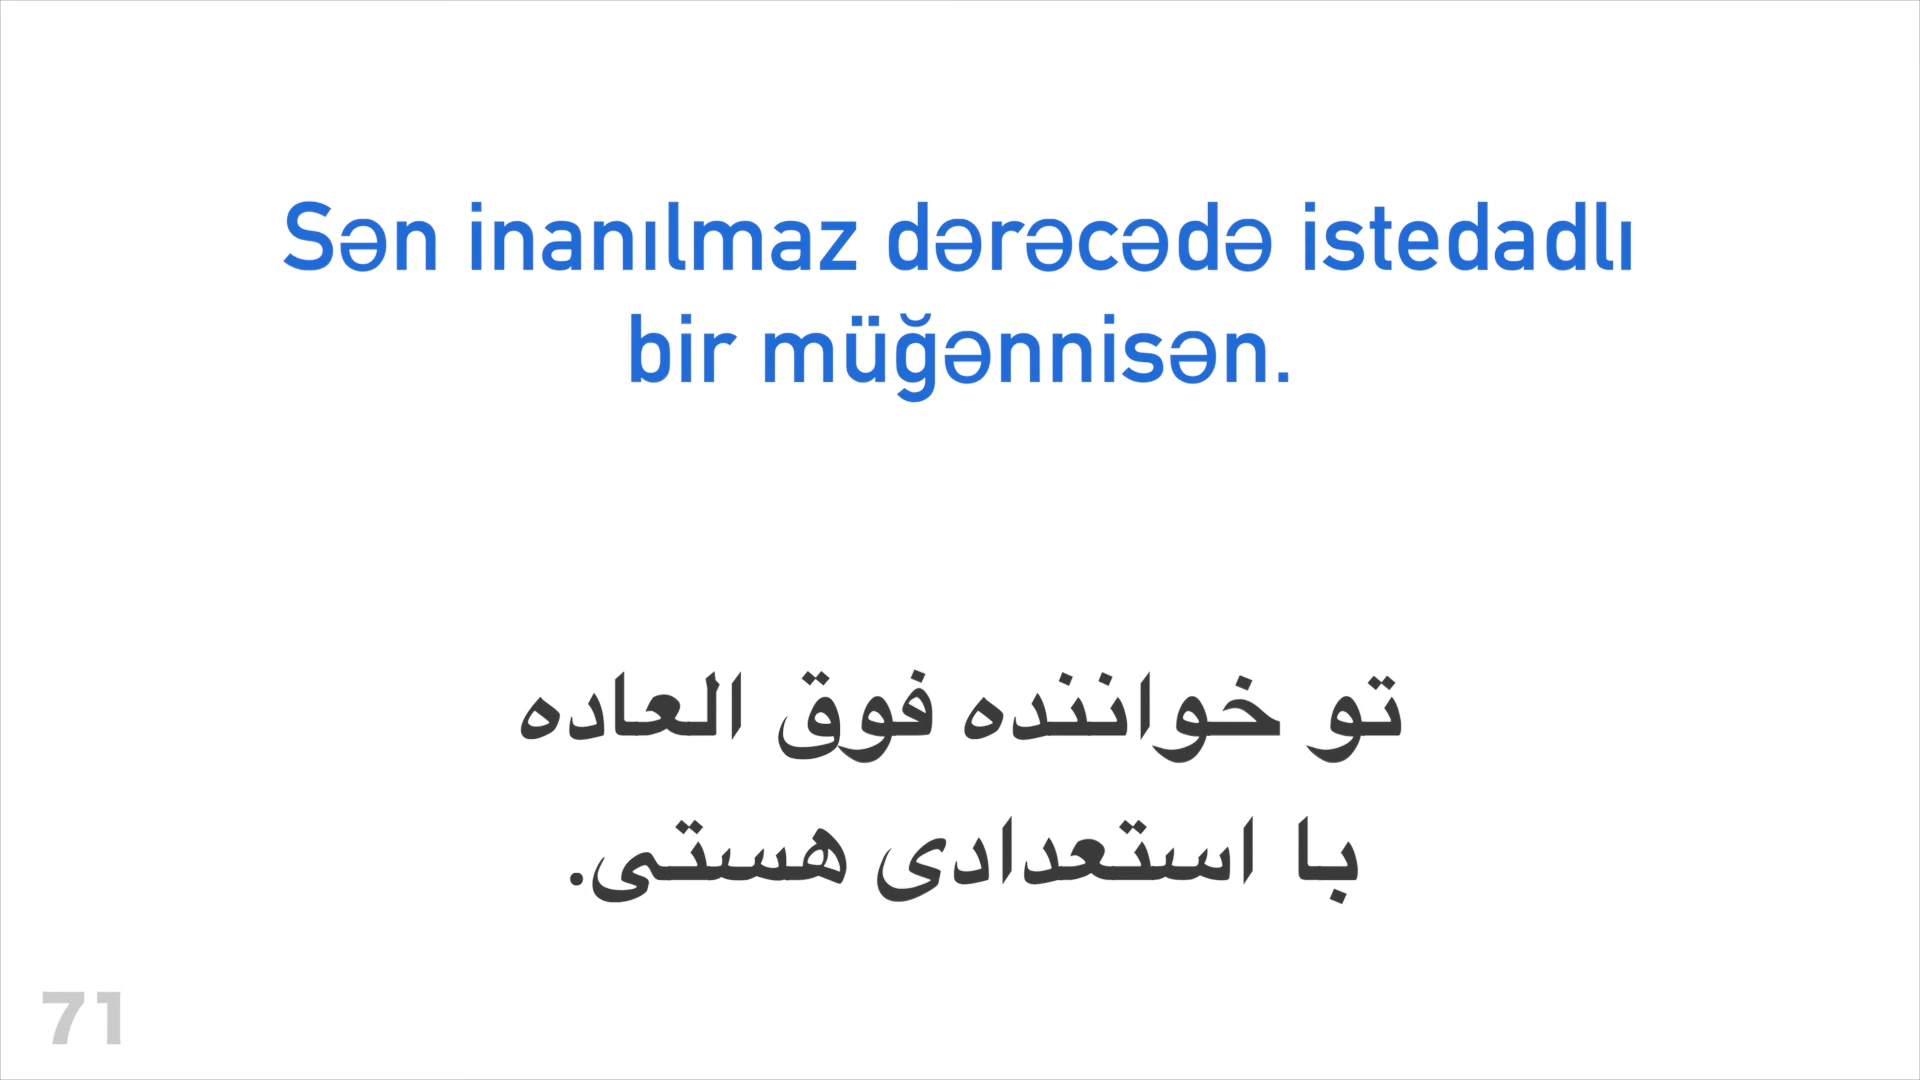 Sən inanılmaz dərəcədə istedadlı
bir müğənnisən.
تو خواننده فوق العاده
با استعدادی هستی.
71